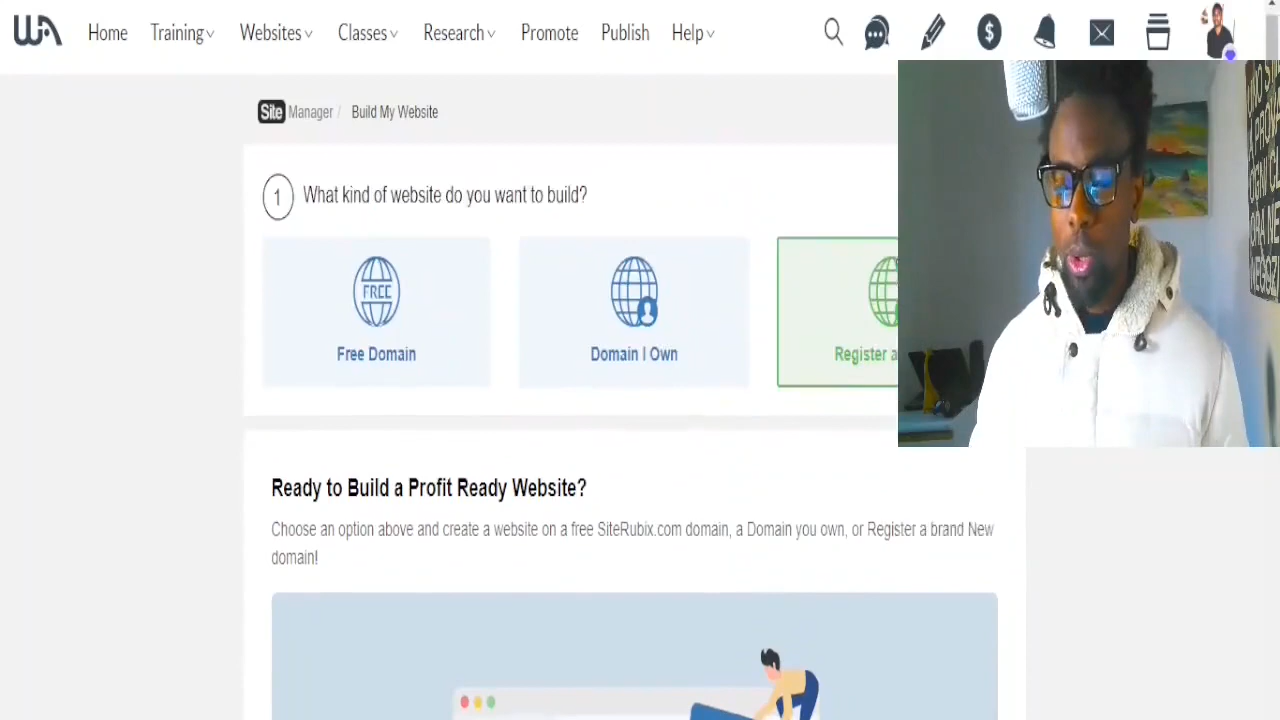 WA Home Training Websites Classes Research Promote Publish Help
Site Manager / Build My Website
1 What kind of website do you want to build?
FREE
Free Domain
Domain I Own
Register a
Ready to Build a Profit Ready Website?
Choose an option above and create a website on a free SiteRubix.com domain, a Domain you own, or Register a brand New
domain!